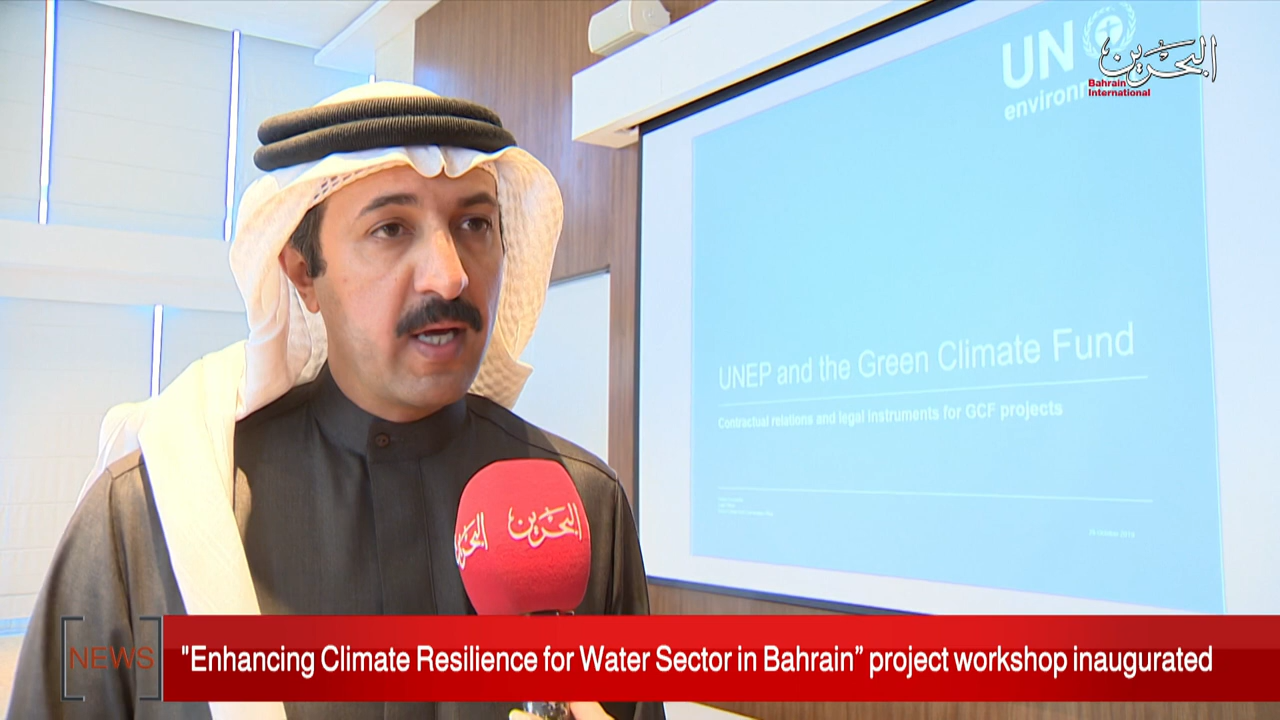 UN
environ
البحرين
Bahrain
International
UNEP and the Green Climate Fund
Contractual relations and legal instruments for GCF projects
البحرين
البحرين
NEWS
"Enhancing Climate Resilience for Water Sector in Bahrain” project workshop inaugurated